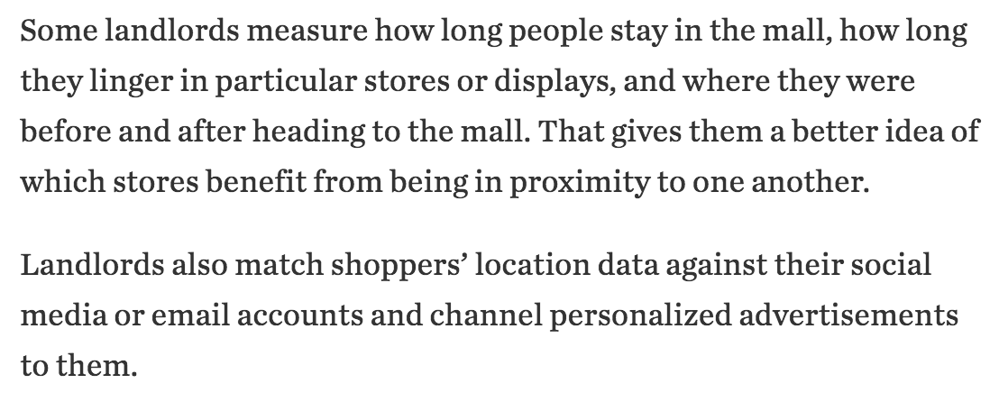 Some landlords measure how long people stay in the mall, how long
they linger in particular stores or displays, and where they were
before and after heading to the mall. That gives them a better idea of
which stores benefit from being in proximity to one another.
Landlords also match shoppers’ location data against their social
media or email accounts and channel personalized advertisements
to them.